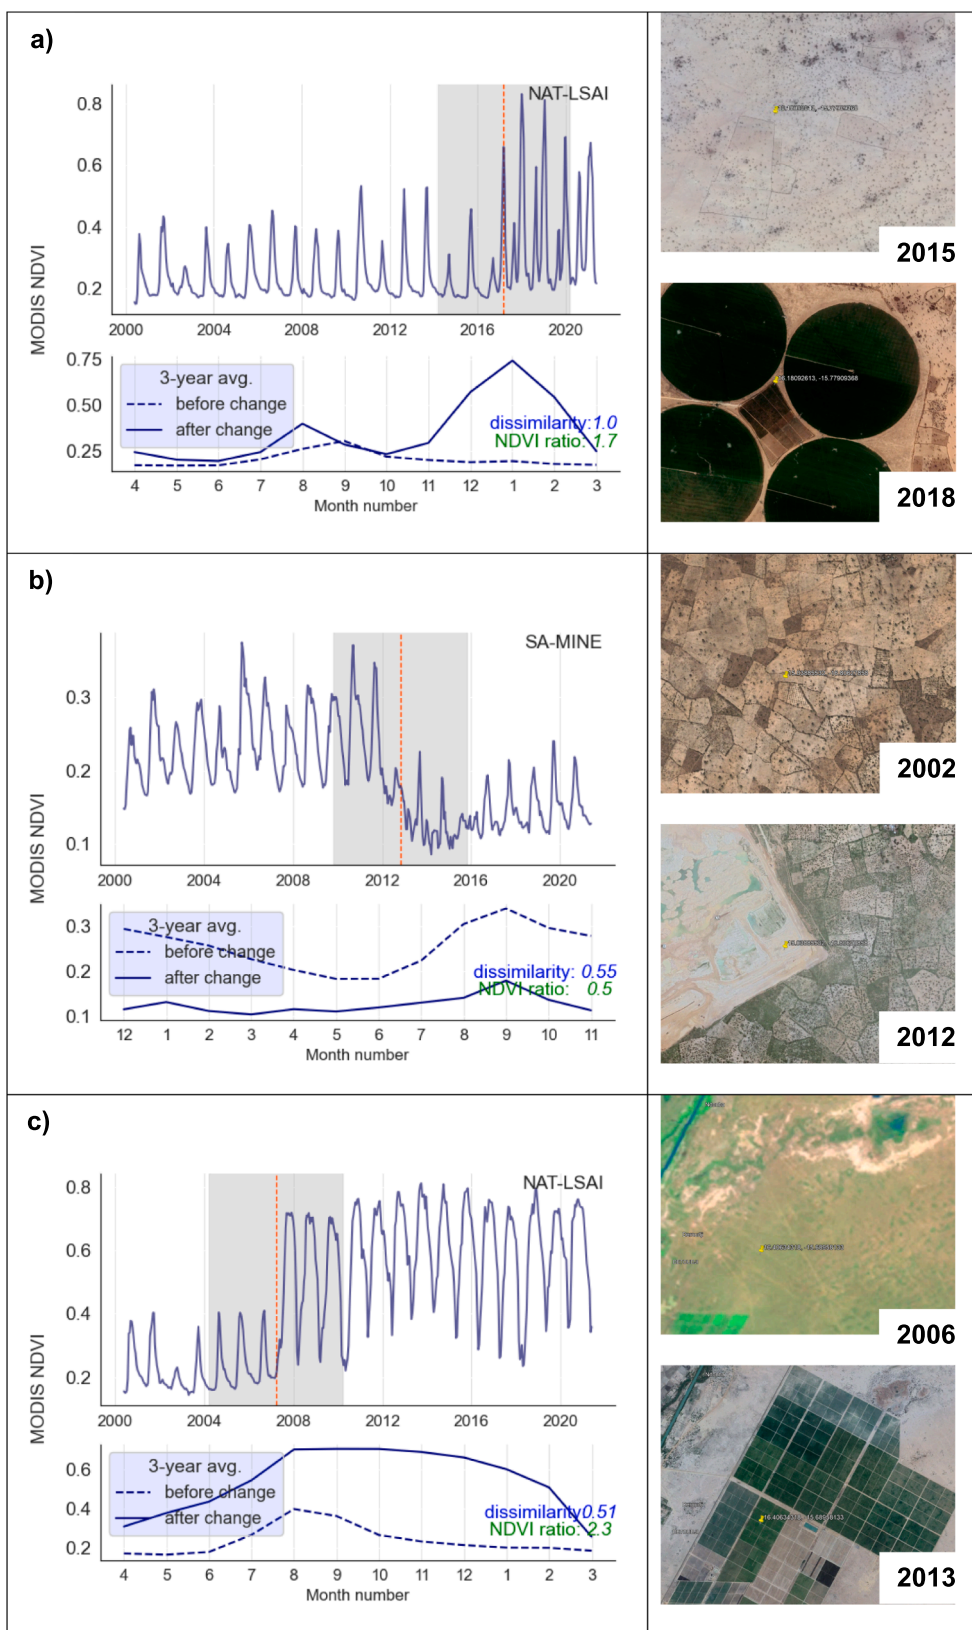 a)
NAT-LSAI
0.8
0.6
0.4
0.2
MODIS NDVI
2000 2004 2008 2012 2016 2020
0.75
0.50
0.25
3-year avg.
before change
after change
dissimilarity: 1.0
NDVI ratio: 1.7
4 5 6 7 8 9 10 11 12 1 2 3
Month number
2015
16.18092613, -15.77909368
2018
b)
SA-MINE
0.3
0.2
0.1
MODIS NDVI
2000 2004 2008 2012 2016 2020
0.3
0.2
0.1
3-year avg.
before change
after change
dissimilarity: 0.55
NDVI ratio: 0.5
12 1 2 3 4 5 6 7 8 9 10 11
Month number
2002
2012
c)
NAT-LSAI
0.8
0.6
0.4
0.2
MODIS NDVI
2000 2004 2008 2012 2016 2020
0.6
0.4
0.2
3-year avg.
before change
after change
dissimilarity 0.51
NDVI ratio: 2.3
4 5 6 7 8 9 10 11 12 1 2 3
Month number
2006
2013